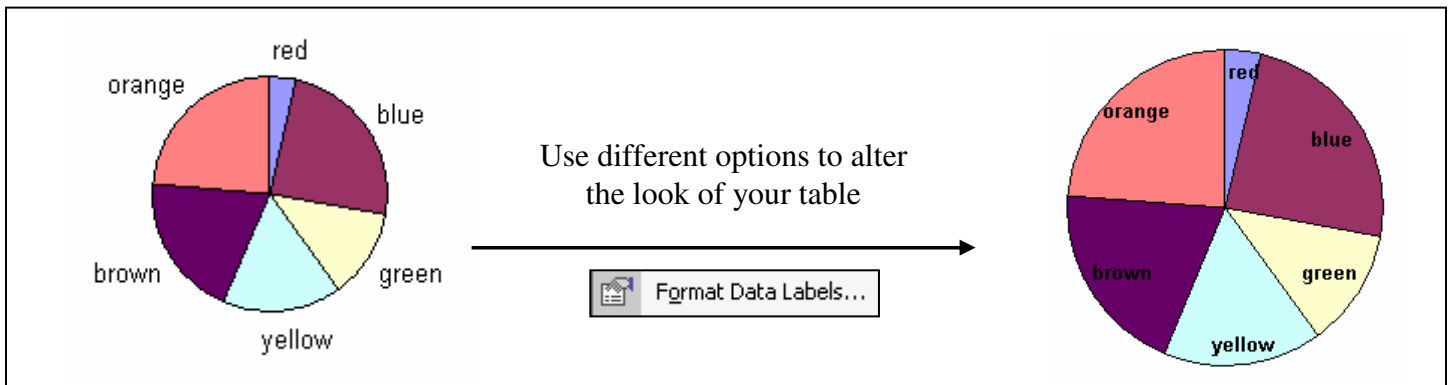 red
orange
blue
brown
green
yellow
Use different options to alter
the look of your table
Format Data Labels...
red
orange
blue
brown
green
yellow